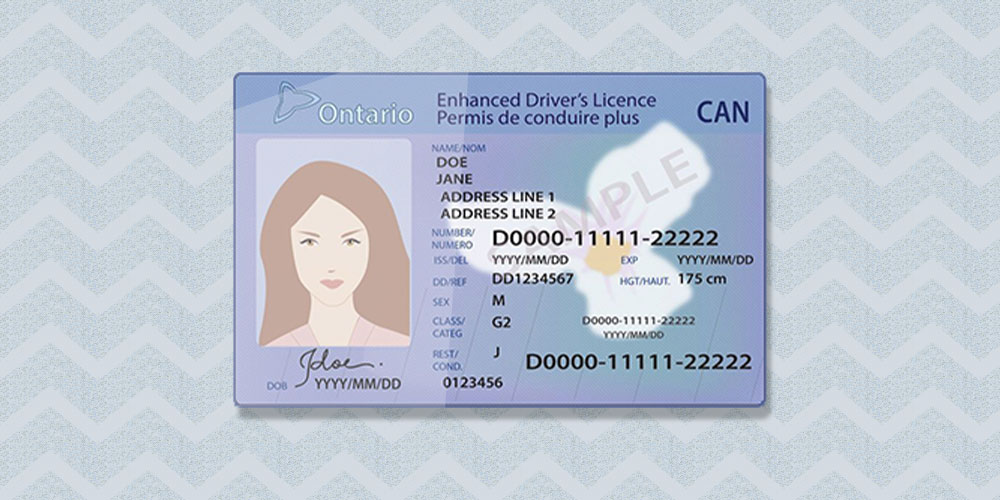 Ontario
Enhanced Driver's Licence
Permis de conduire plus
CAN
NAME/NOM
DOE
JANE
ADDRESS LINE 1
ADDRESS LINE 2
SAMPLE
NUMBER/
NUMERO
D0000-11111-22222
ISS/DEL YYYY/MM/DD EXP YYYY/MM/DD
DD/REF DD1234567 HGT/HAUT. 175 cm
SEX M
CLASS/
CATEG
G2
D0000-11111-22222
YYYY/MM/DD
REST/
COND.
J
D0000-11111-22222
0123456
Jdoe
DOB YYYY/MM/DD